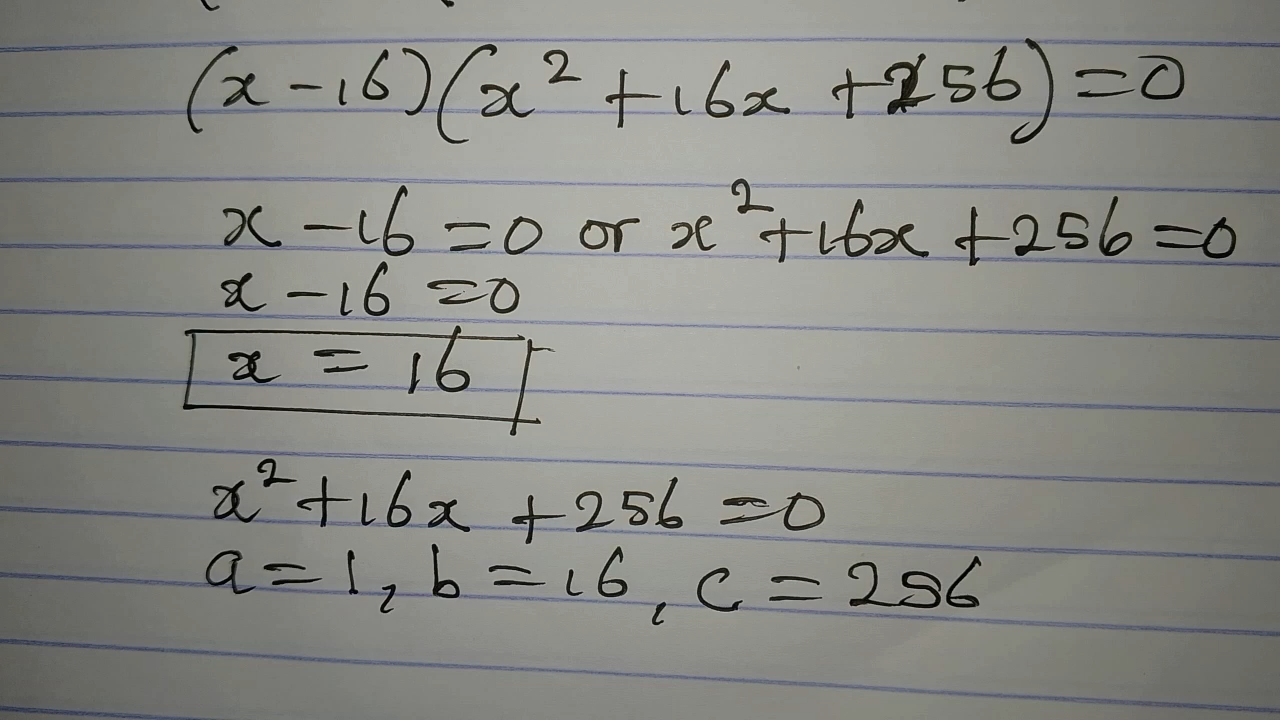 (x - 16)(x² + 16x + 256) = 0
x - 16 = 0 or x² + 16x + 256 = 0
x - 16 = 0
x = 16
x² + 16x + 256 = 0
a = 1, b = 16, c = 256